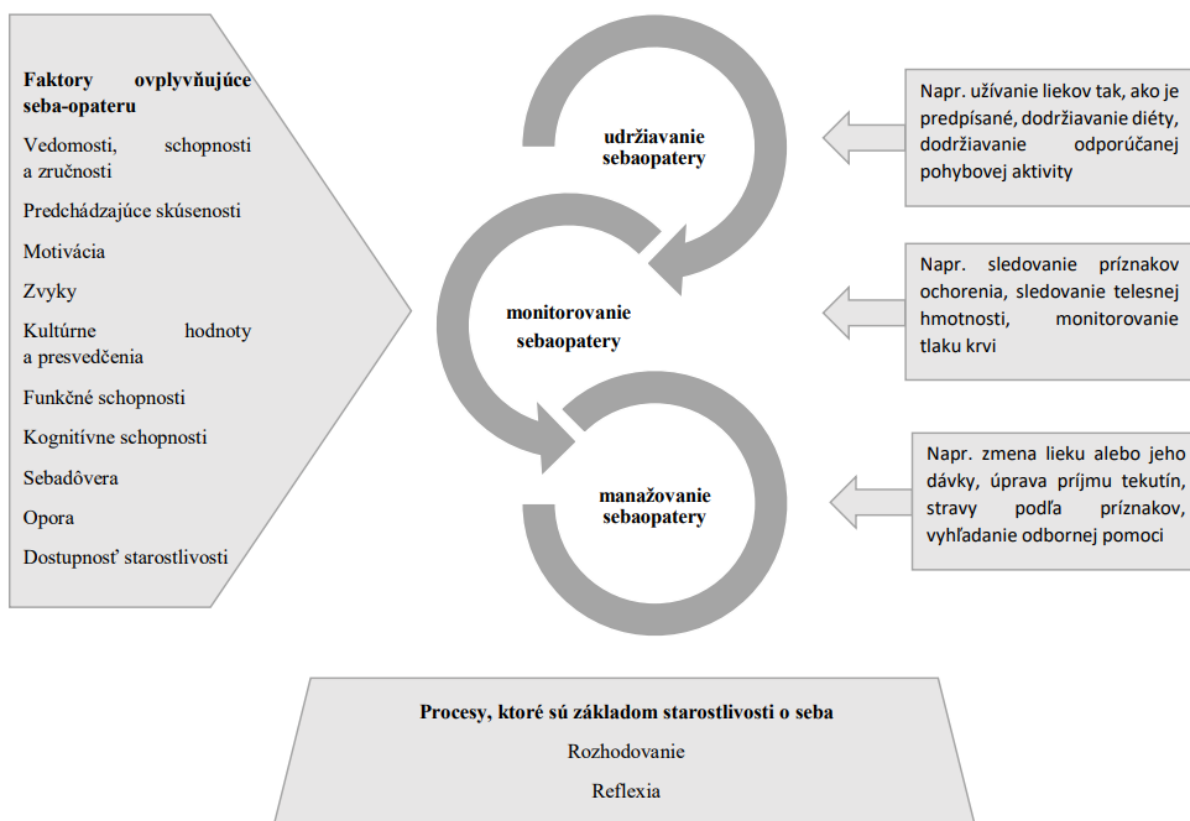 Faktory ovplyvňujúce
seba-opateru
Vedomosti, schopnosti
a zručnosti
Predchádzajúce skúsenosti
Motivácia
Zvyky
Kultúrne hodnoty
a presvedčenia
Funkčné schopnosti
Kognitívne schopnosti
Sebadôvera
Opora
Dostupnosť starostlivosti
udržiavanie
sebaopatery
monitorovanie
sebaopatery
manažovanie
sebaopatery
Napr. užívanie liekov tak, ako je
predpísané, dodržiavanie diéty,
dodržiavanie odporúčanej
pohybovej aktivity
Napr. sledovanie príznakov
ochorenia, sledovanie telesnej
hmotnosti, monitorovanie
tlaku krvi
Napr. zmena lieku alebo jeho
dávky, úprava príjmu tekutín,
stravy podľa príznakov,
vyhľadanie odbornej pomoci
Procesy, ktoré sú základom starostlivosti o seba
Rozhodovanie
Reflexia